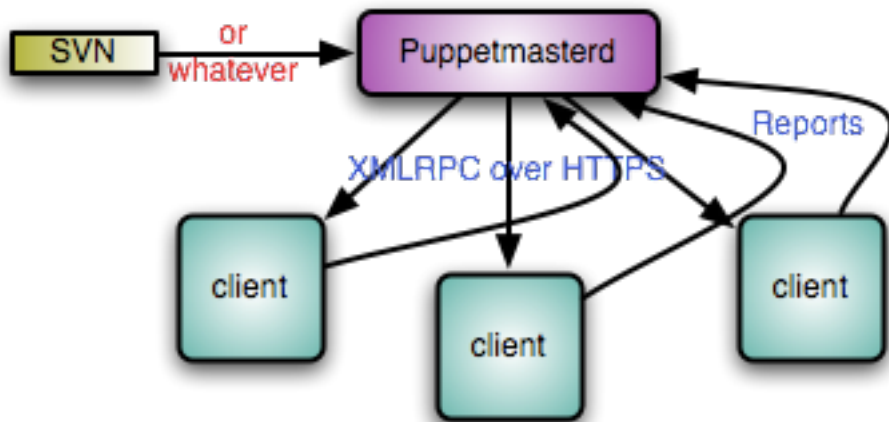 SVN
or
whatever
Puppetmasterd
XMLRPC over HTTPS
Reports
client
client
client